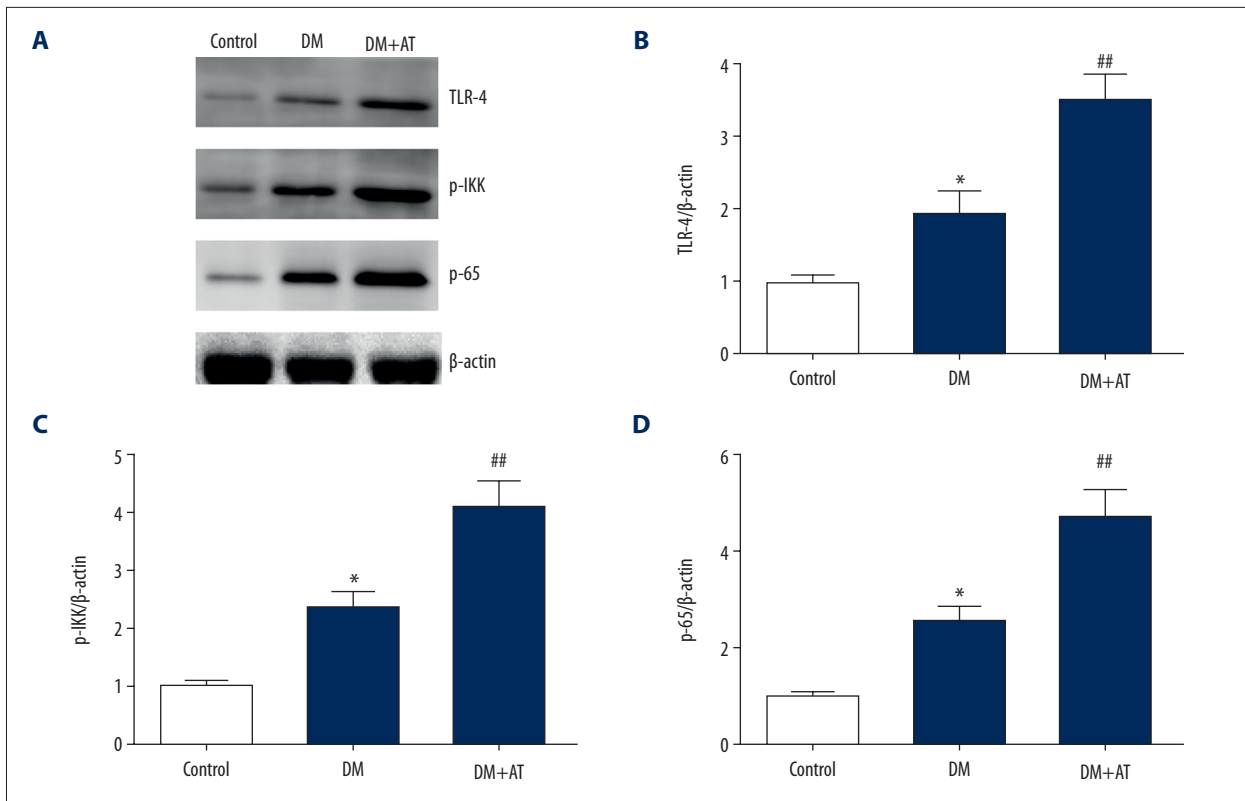 A
Control DM DM+AT
TLR-4
p-IKK
p-65
β-actin
B
TLR-4/β-actin
4
3
2
1
0
*
##
Control DM DM+AT
C
p-IKK/β-actin
5
4
3
2
1
0
*
##
Control DM DM+AT
D
p-65/β-actin
6
4
2
0
*
##
Control DM DM+AT